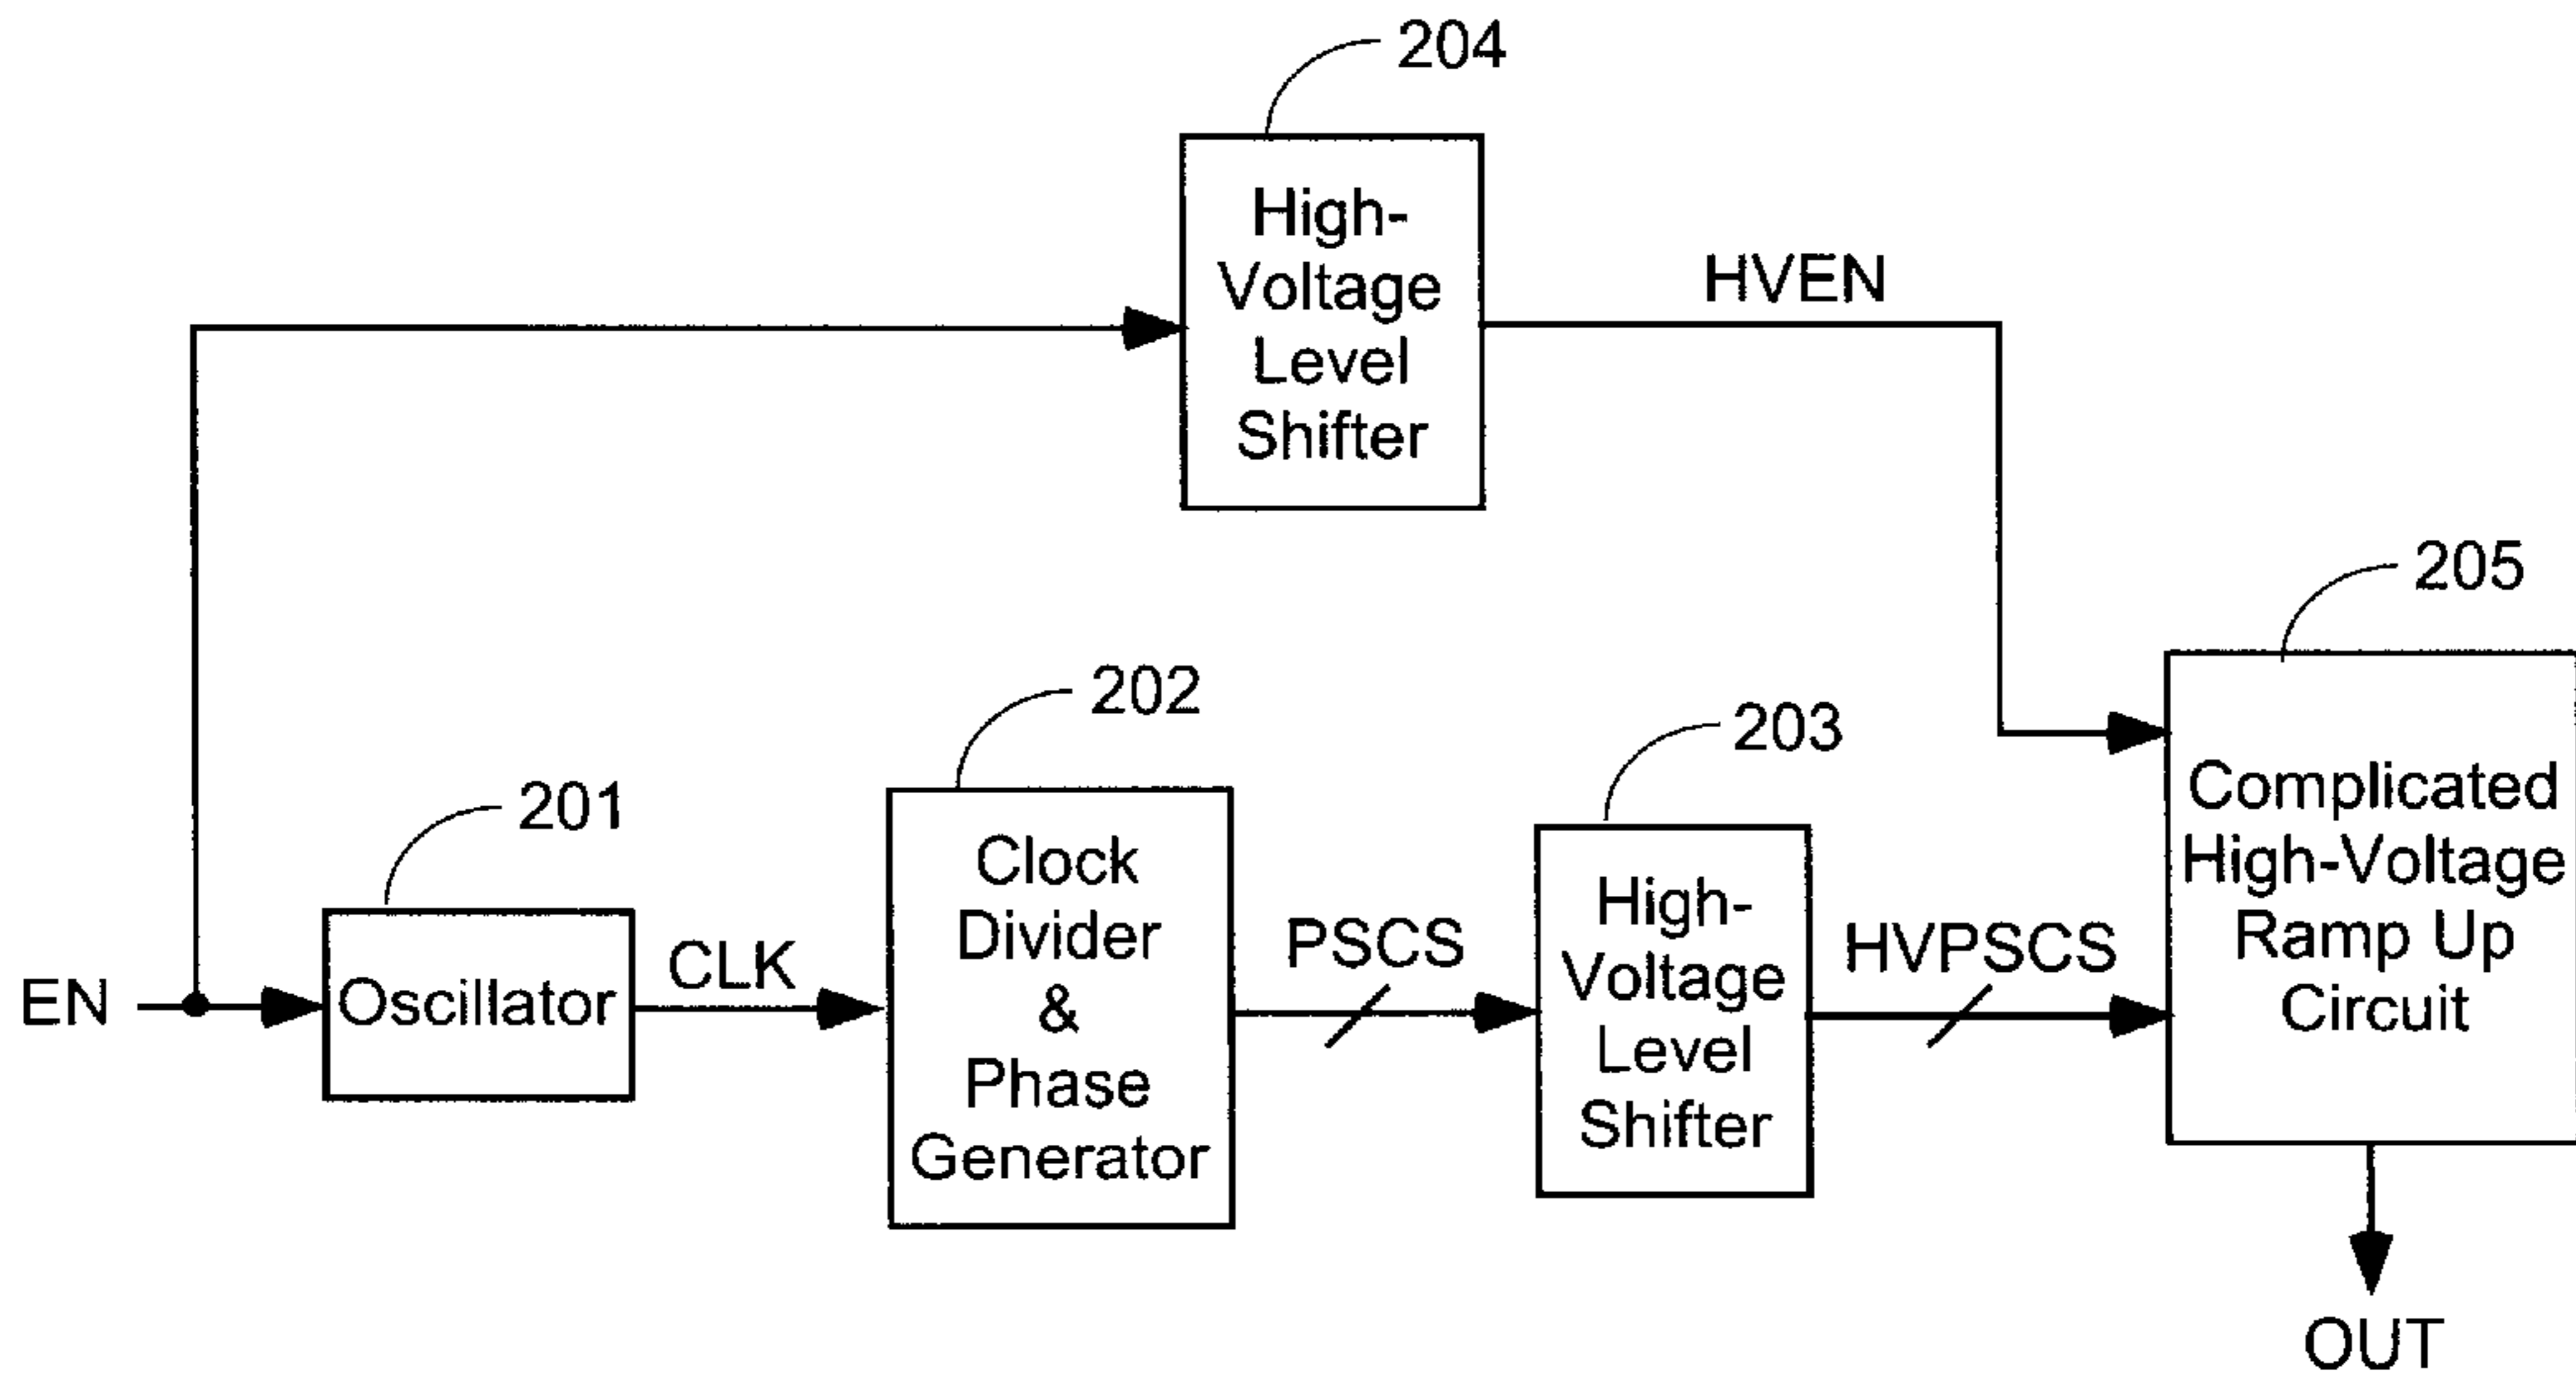 204
High-
Voltage
Level
Shifter
HVEN
205
202
203
201
Complicated
High-Voltage
Ramp Up
Circuit
Clock
Divider
&
Phase
Generator
High-
Voltage
Level
Shifter
EN
Oscillator
CLK
PSCS
HVPSCS
OUT